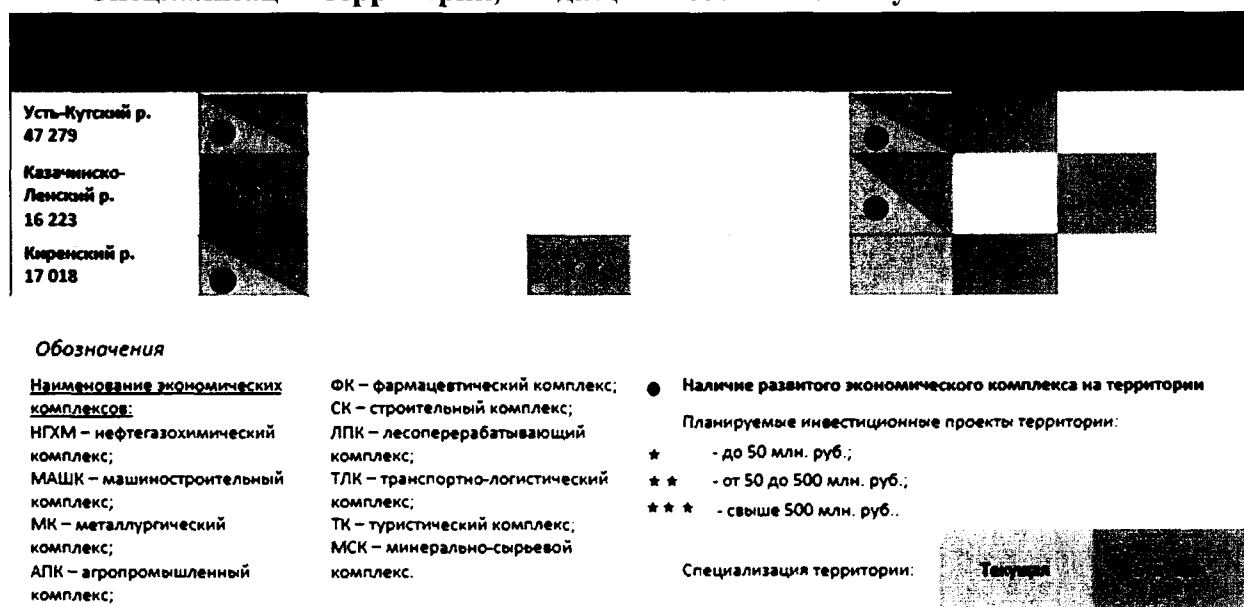 Усть-Кутский р.
47 279
Казачинско-
Ленский р.
16 223
Киренский р.
17 018
Обозначения
Наименование экономических
комплексов:
НГХМ – нефтегазохимический
комплекс;
МАШК – машиностроительный
комплекс;
МК – металлургический
комплекс;
АПК – агропромышленный
комплекс;
ФК – фармацевтический комплекс;
СК – строительный комплекс;
ЛПК – лесоперерабатывающий
комплекс;
ТЛК – транспортно-логистический
комплекс;
ТК – туристический комплекс;
МСК – минерально-сырьевой
комплекс.
Наличие развитого экономического комплекса на территории
Планируемые инвестиционные проекты территории:
- до 50 млн. руб.;
- от 50 до 500 млн. руб.;
- свыше 500 млн. руб..
Специализация территории:
Текущая